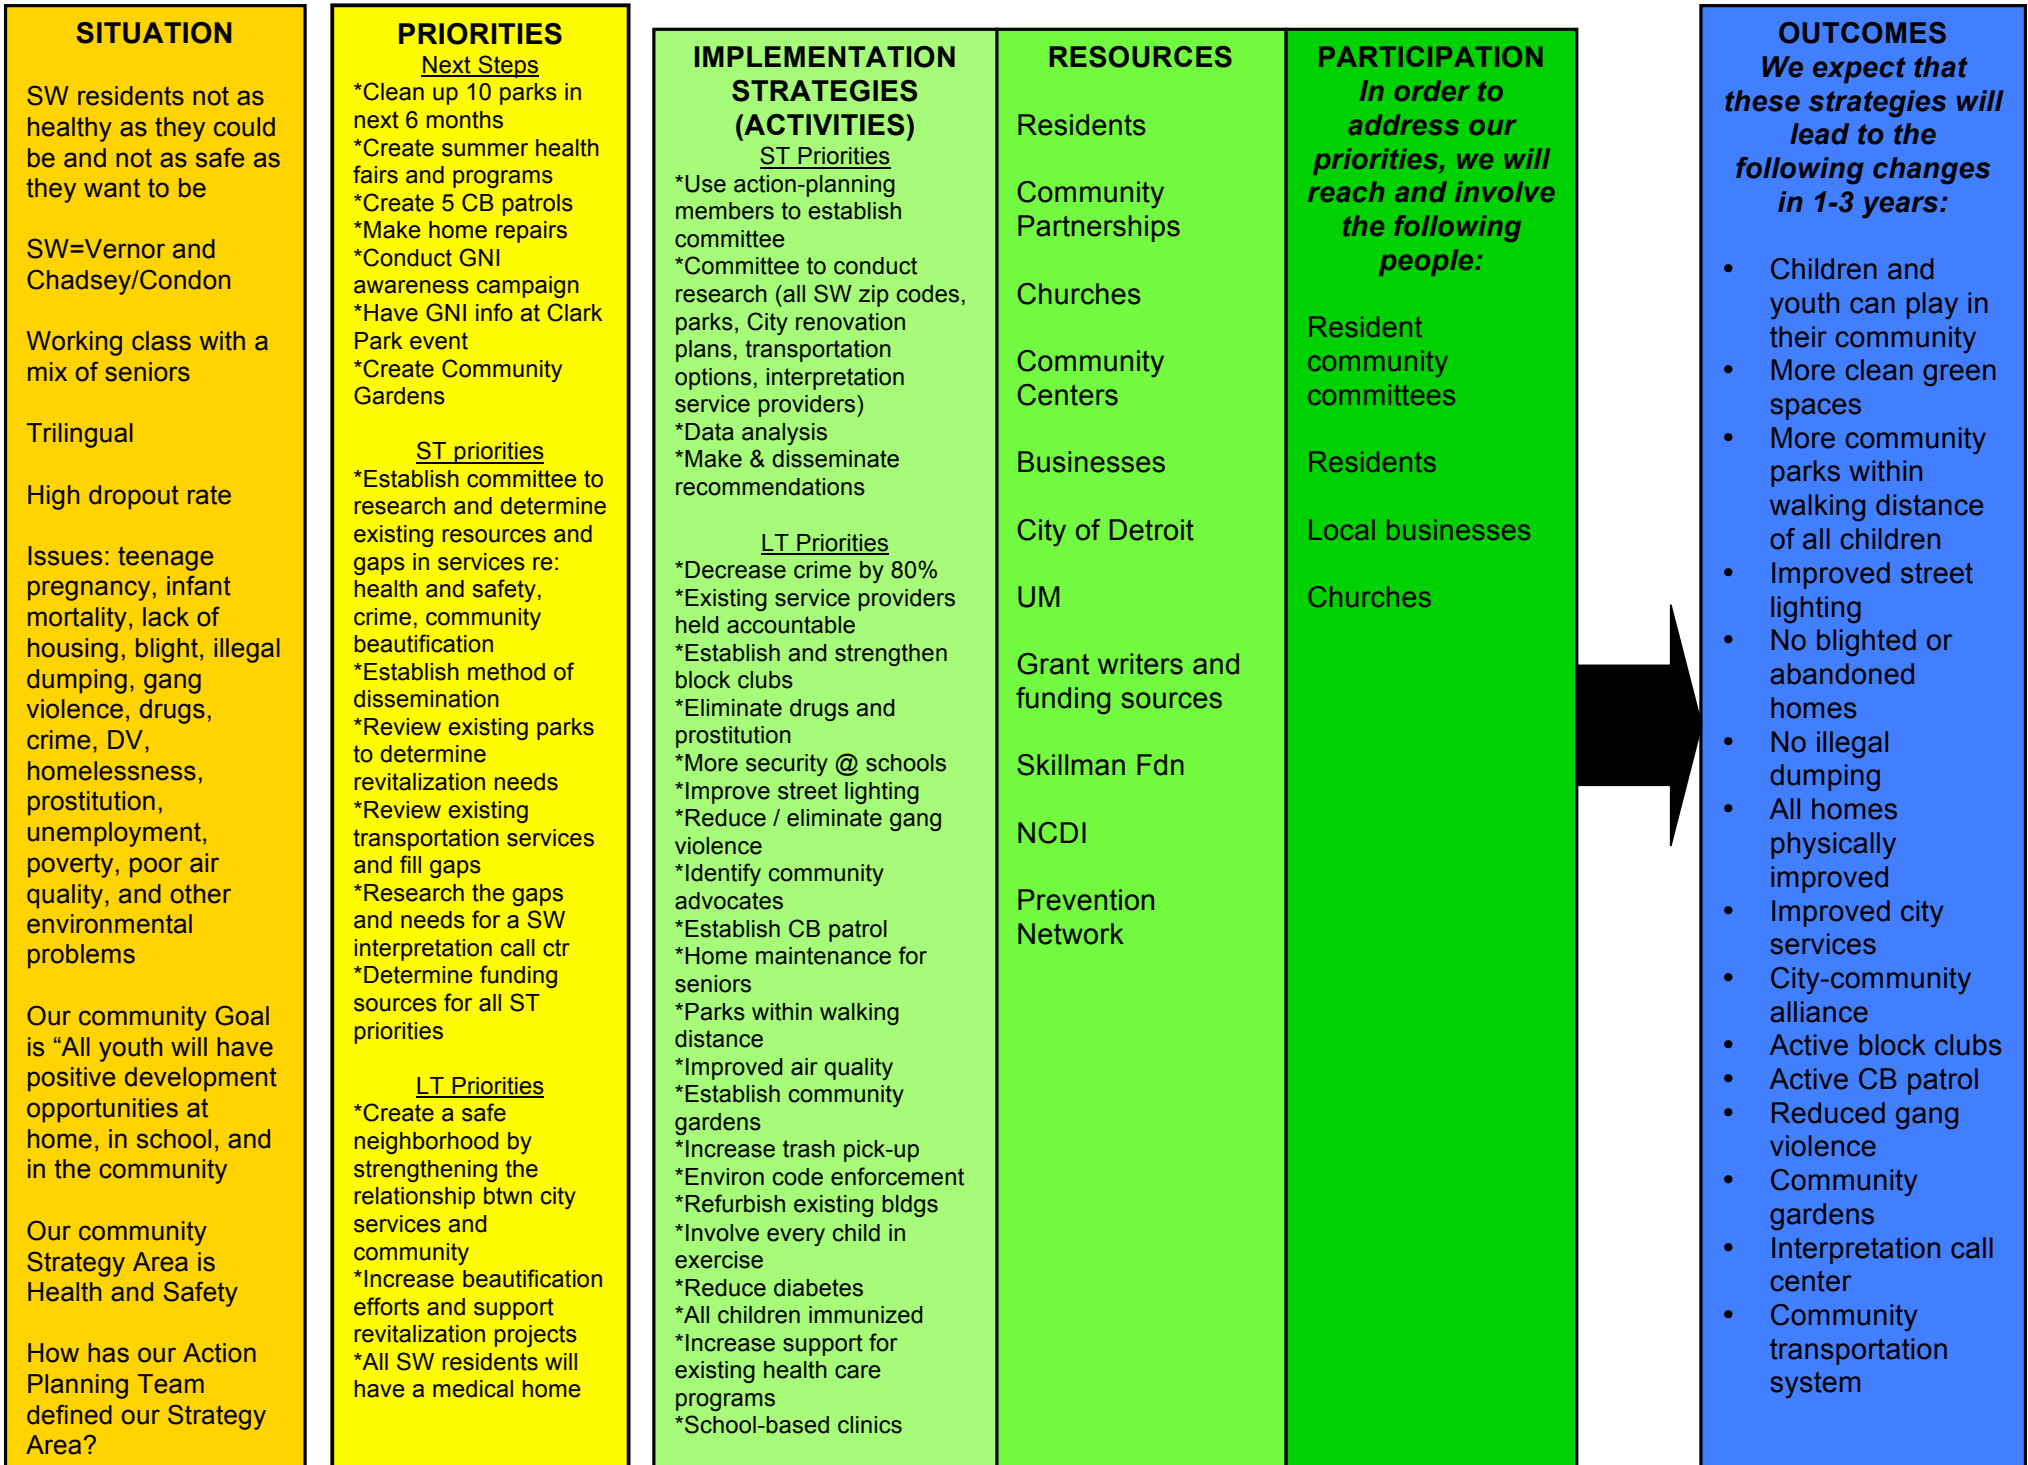 SITUATION
SW residents not as
healthy as they could
be and not as safe as
they want to be
SW=Vernor and
Chadsey/Condon
Working class with a
mix of seniors
Trilingual
High dropout rate
Issues: teenage
pregnancy, infant
mortality, lack of
housing, blight, illegal
dumping, gang
violence, drugs,
crime, DV,
homelessness,
prostitution,
unemployment,
poverty, poor air
quality, and other
environmental
problems
Our community Goal
is “All youth will have
positive development
opportunities at
home, in school, and
in the community
Our community
Strategy Area is
Health and Safety
How has our Action
Planning Team
defined our Strategy
Area?
PRIORITIES
Next Steps
*Clean up 10 parks in
next 6 months
*Create summer health
fairs and programs
*Create 5 CB patrols
*Make home repairs
*Conduct GNI
awareness campaign
*Have GNI info at Clark
Park event
*Create Community
Gardens
ST priorities
*Establish committee to
research and determine
existing resources and
gaps in services re:
health and safety,
crime, community
beautification
*Establish method of
dissemination
*Review existing parks
to determine
revitalization needs
*Review existing
transportation services
and fill gaps
*Research the gaps
and needs for a SW
interpretation call ctr
*Determine funding
sources for all ST
priorities
LT Priorities
*Create a safe
neighborhood by
strengthening the
relationship btwn city
services and
community
*Increase beautification
efforts and support
revitalization projects
*All SW residents will
have a medical home
IMPLEMENTATION
STRATEGIES
(ACTIVITIES)
ST Priorities
*Use action-planning
members to establish
committee
*Committee to conduct
research (all SW zip codes,
parks, City renovation
plans, transportation
options, interpretation
service providers)
*Data analysis
*Make & disseminate
recommendations
LT Priorities
*Decrease crime by 80%
*Existing service providers
held accountable
*Establish and strengthen
block clubs
*Eliminate drugs and
prostitution
*More security @ schools
*Improve street lighting
*Reduce / eliminate gang
violence
*Identify community
advocates
*Establish CB patrol
*Home maintenance for
seniors
*Parks within walking
distance
*Improved air quality
*Establish community
gardens
*Increase trash pick-up
*Environ code enforcement
*Refurbish existing bldgs
*Involve every child in
exercise
*Reduce diabetes
*All children immunized
*Increase support for
existing health care
programs
*School-based clinics
RESOURCES
Residents
Community
Partnerships
Churches
Community
Centers
Businesses
City of Detroit
UM
Grant writers and
funding sources
Skillman Fdn
NCDI
Prevention
Network
PARTICIPATION
In order to
address our
priorities, we will
reach and involve
the following
people:
Resident
community
committees
Residents
Local businesses
Churches
OUTCOMES
We expect that
these strategies will
lead to the
following changes
in 1-3 years:
• Children and
youth can play in
their community
• More clean green
spaces
• More community
parks within
walking distance
of all children
• Improved street
lighting
• No blighted or
abandoned
homes
• No illegal
dumping
• All homes
physically
improved
• Improved city
services
• City-community
alliance
• Active block clubs
• Active CB patrol
• Reduced gang
violence
• Community
gardens
• Interpretation call
center
• Community
transportation
system